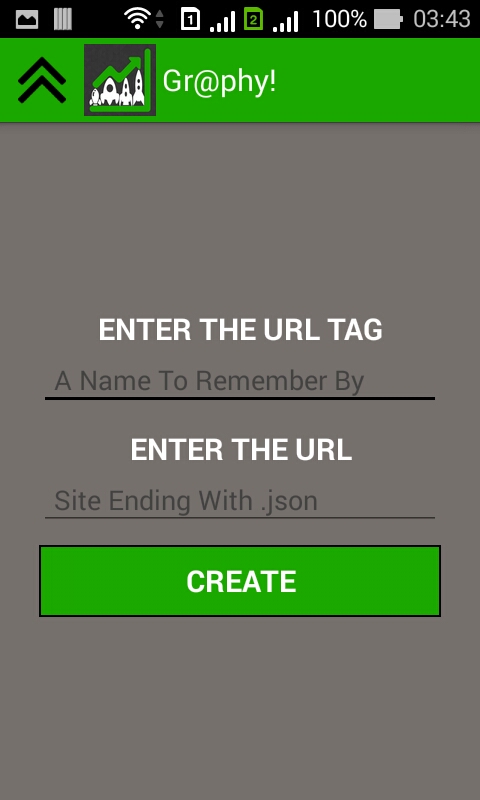 1 2 100% 03:43
Gr@phy!
ENTER THE URL TAG
A Name To Remember By
ENTER THE URL
Site Ending With .json
CREATE